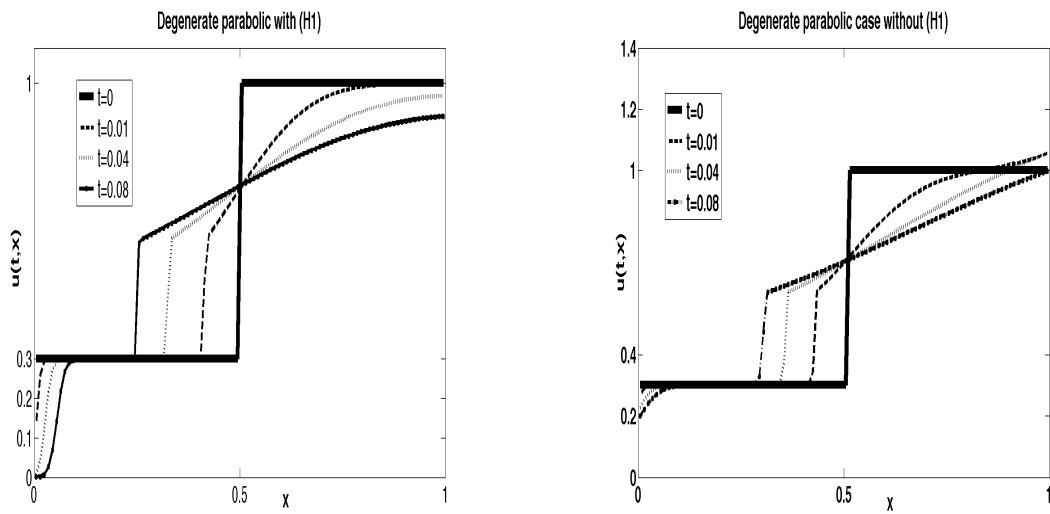 Degenerate parabolic with (H1)
1
t=0
t=0.01
t=0.04
t=0.08
u(t,x)
0.3
0.2
0.1
0
0
0.5
1
x
Degenerate parabolic case without (H1)
1.4
1.2
t=0
t=0.01
t=0.04
t=0.08
1
u(t,x)
0.4
0.2
0
0
0.5
1
x